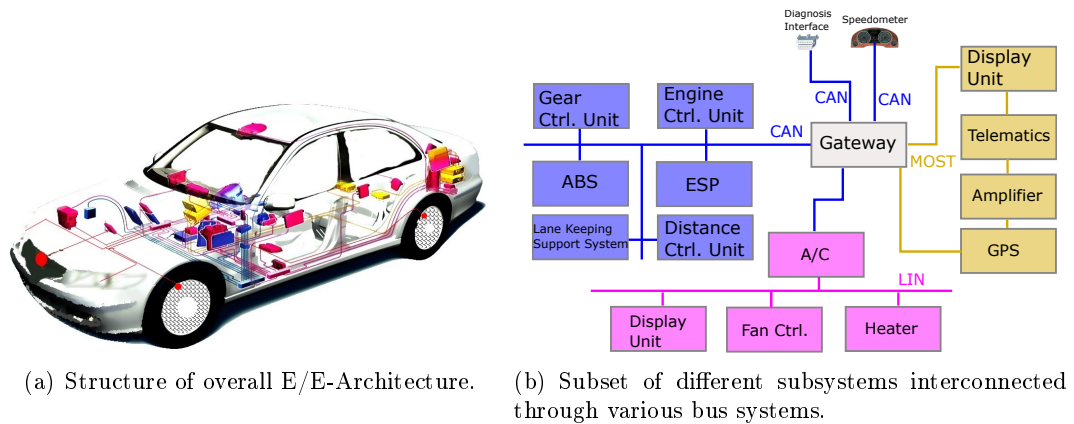 Diagnosis
Interface
Speedometer
Display
Unit
Gear
Ctrl. Unit
Engine
Ctrl. Unit
CAN
CAN
CAN
Gateway
Telematics
MOST
ABS
ESP
Amplifier
Lane Keeping
Support System
Distance
Ctrl. Unit
GPS
A/C
LIN
Display
Unit
Fan Ctrl.
Heater
(a) Structure of overall E/E-Architecture.
(b) Subset of different subsystems interconnected
through various bus systems.